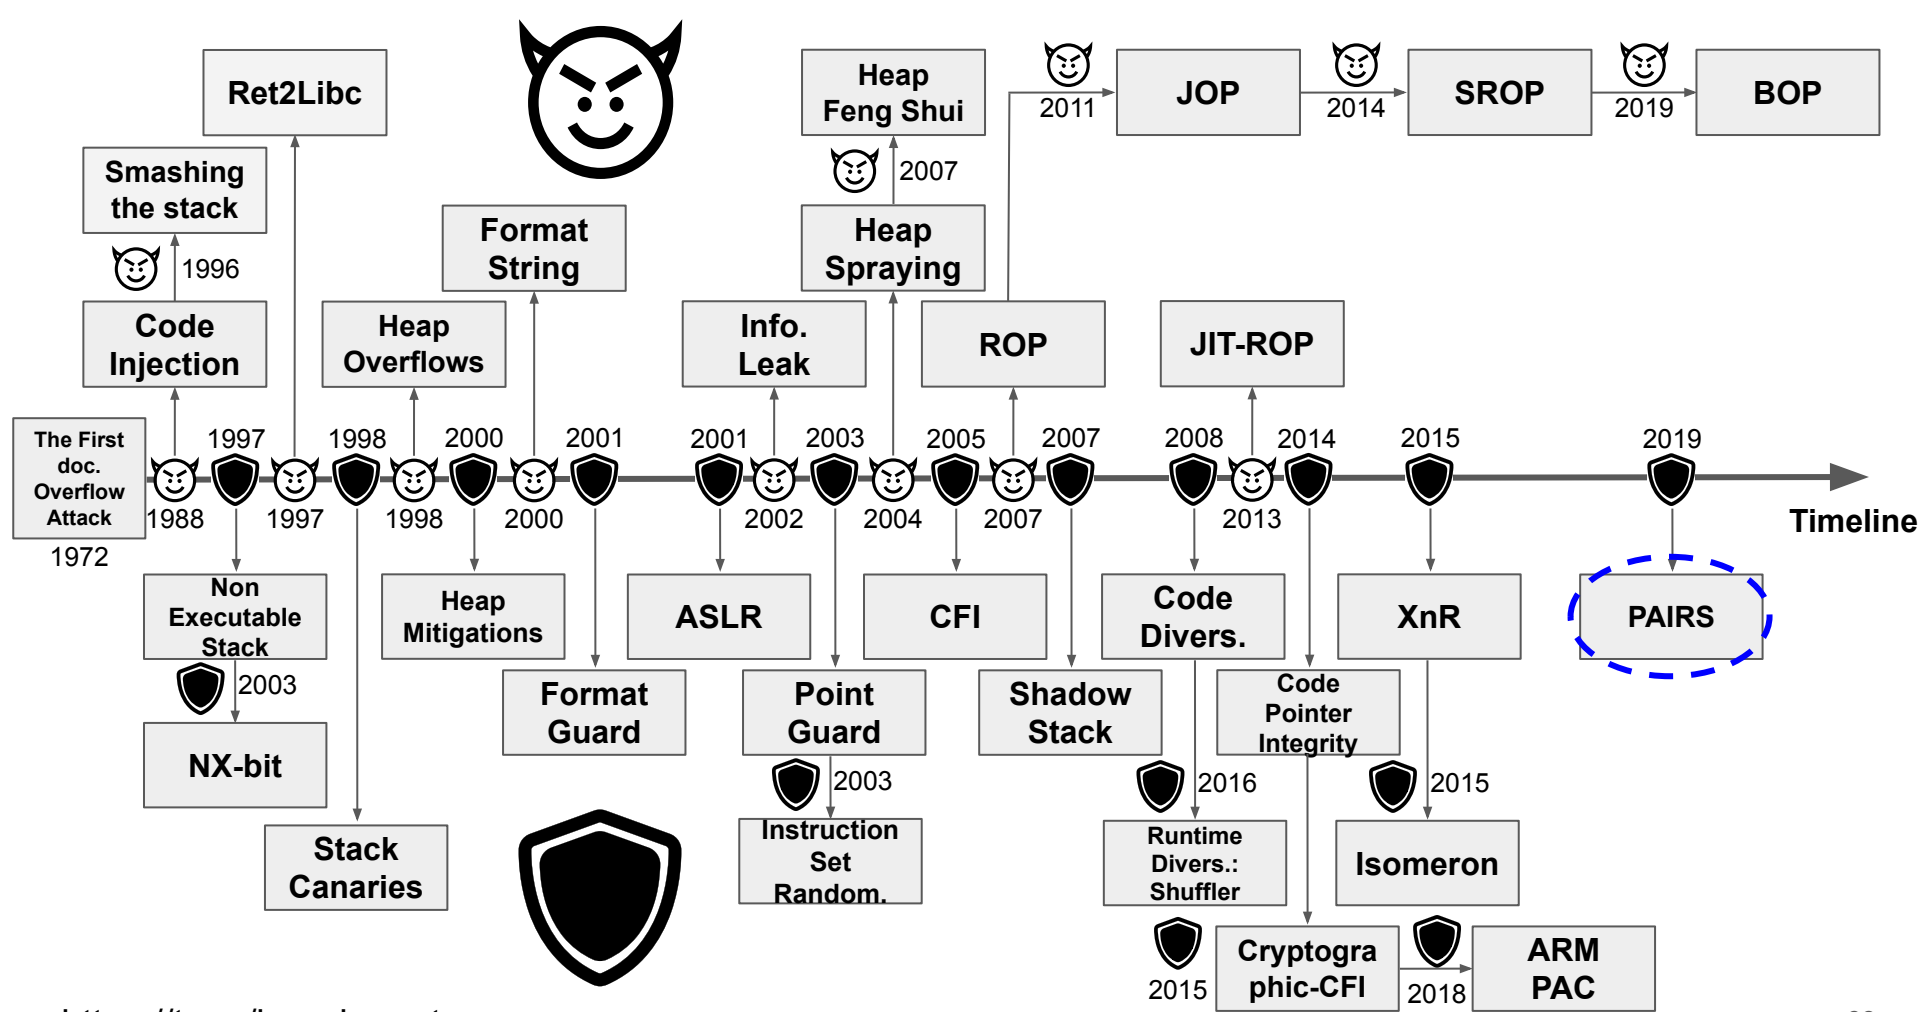 Ret2Libc
Heap
Feng Shui
2011
JOP
2014
SROP
2019
BOP
Smashing
the stack
1996
2007
Format
String
Heap
Spraying
Code
Injection
Heap
Overflows
Info.
Leak
ROP
JIT-ROP
The First
doc.
Overflow
Attack
1972
1997
1998
2000
2001
2001
2003
2005
2007
2008
2014
2015
2019
1988
1997
1998
2000
2002
2004
2007
2013
Timeline
Non
Executable
Stack
Heap
Mitigations
ASLR
CFI
Code
Divers.
XnR
PAIRS
2003
NX-bit
Format
Guard
Point
Guard
Shadow
Stack
Code
Pointer
Integrity
2003
2016
2015
Stack
Canaries
Instruction
Set
Random.
Runtime
Divers.:
Shuffler
Isomeron
2015
Cryptogra
phic-CFI
2018
ARM
PAC